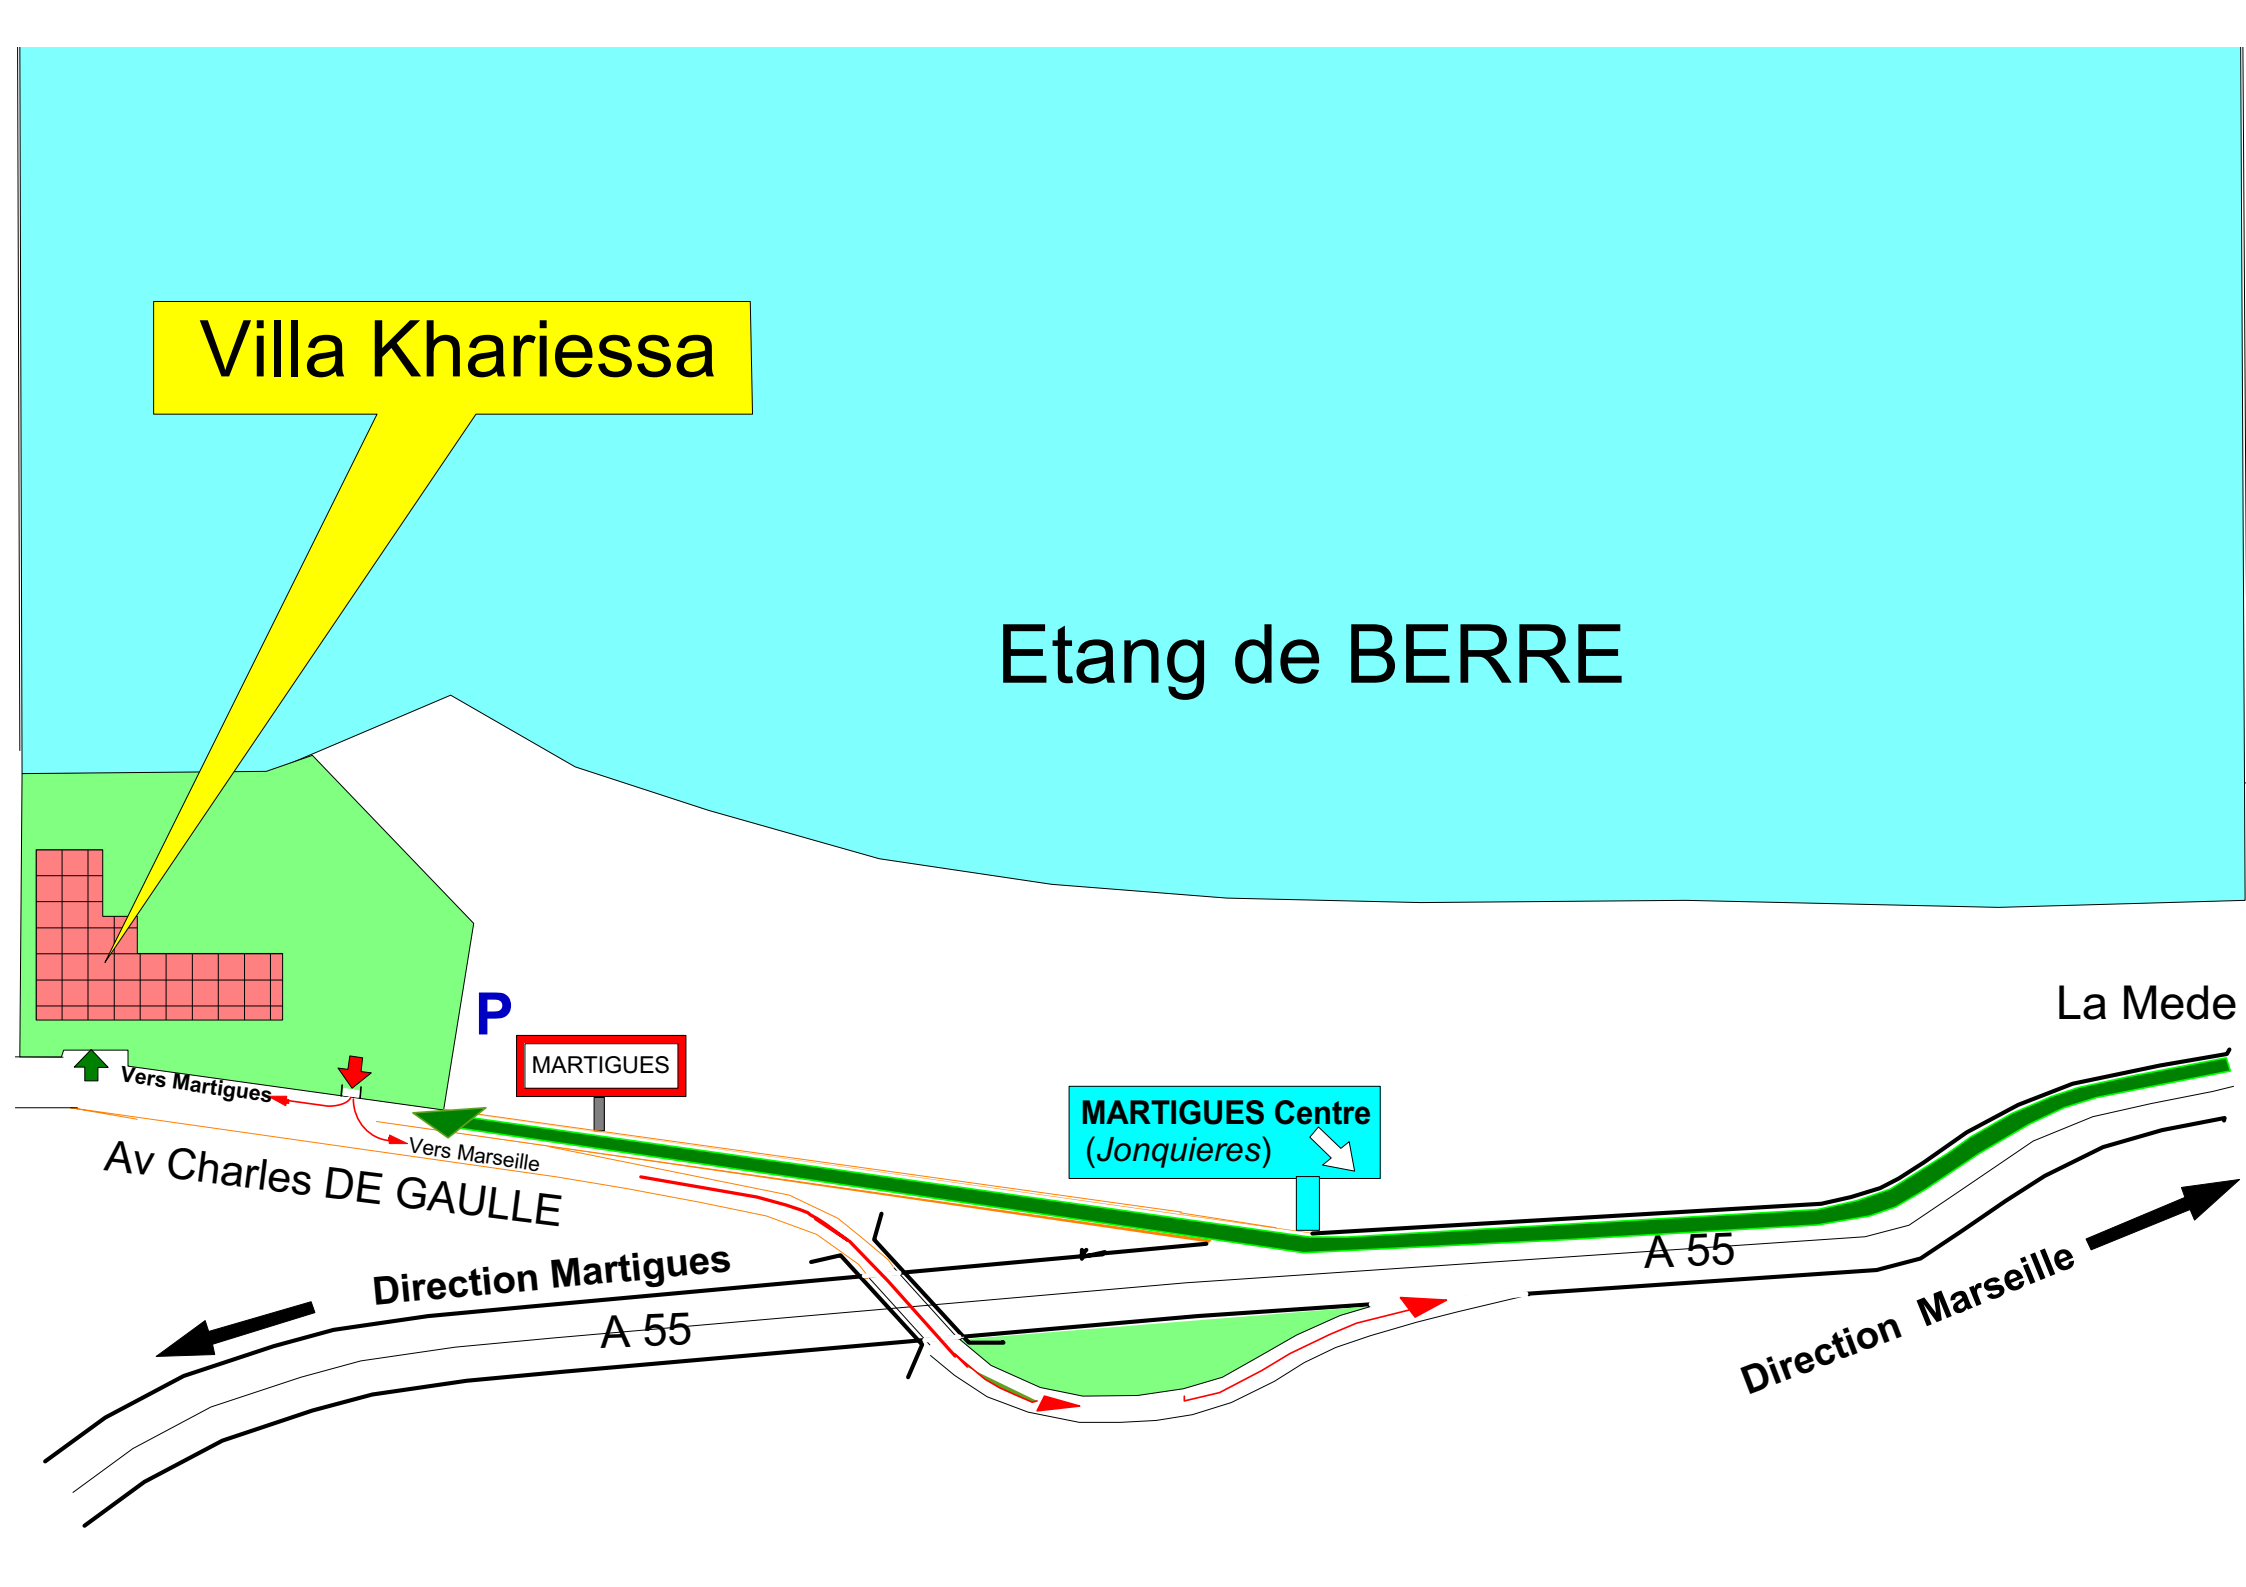 Villa Khariessa
Etang de BERRE
La Mede
P
MARTIGUES
Vers Martigues
MARTIGUES Centre
(Jonquieres)
Vers Marseille
Av Charles DE GAULLE
A 55
Direction Martigues
A 55
Direction Marseille